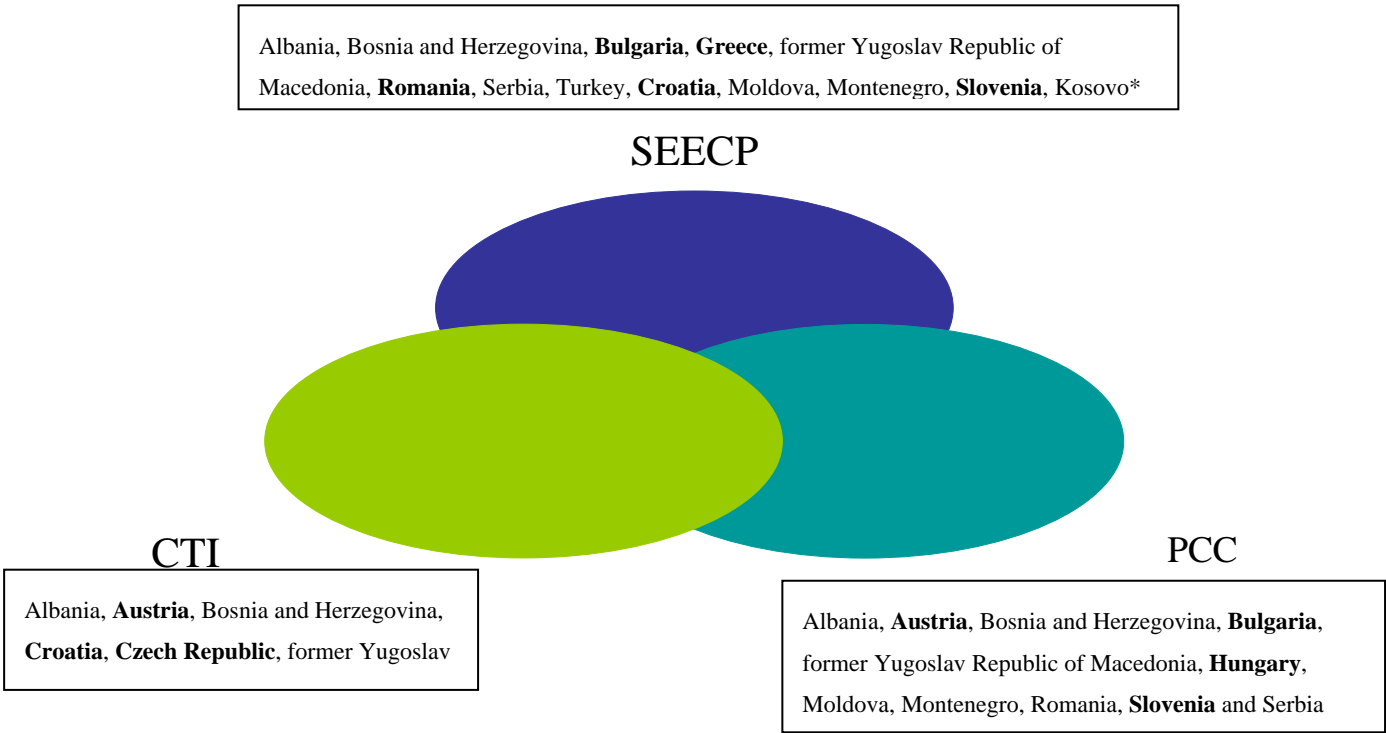 Albania, Bosnia and Herzegovina, Bulgaria, Greece, former Yugoslav Republic of
Macedonia, Romania, Serbia, Turkey, Croatia, Moldova, Montenegro, Slovenia, Kosovo*
SEECP
CTI
Albania, Austria, Bosnia and Herzegovina,
Croatia, Czech Republic, former Yugoslav
PCC
Albania, Austria, Bosnia and Herzegovina, Bulgaria,
former Yugoslav Republic of Macedonia, Hungary,
Moldova, Montenegro, Romania, Slovenia and Serbia